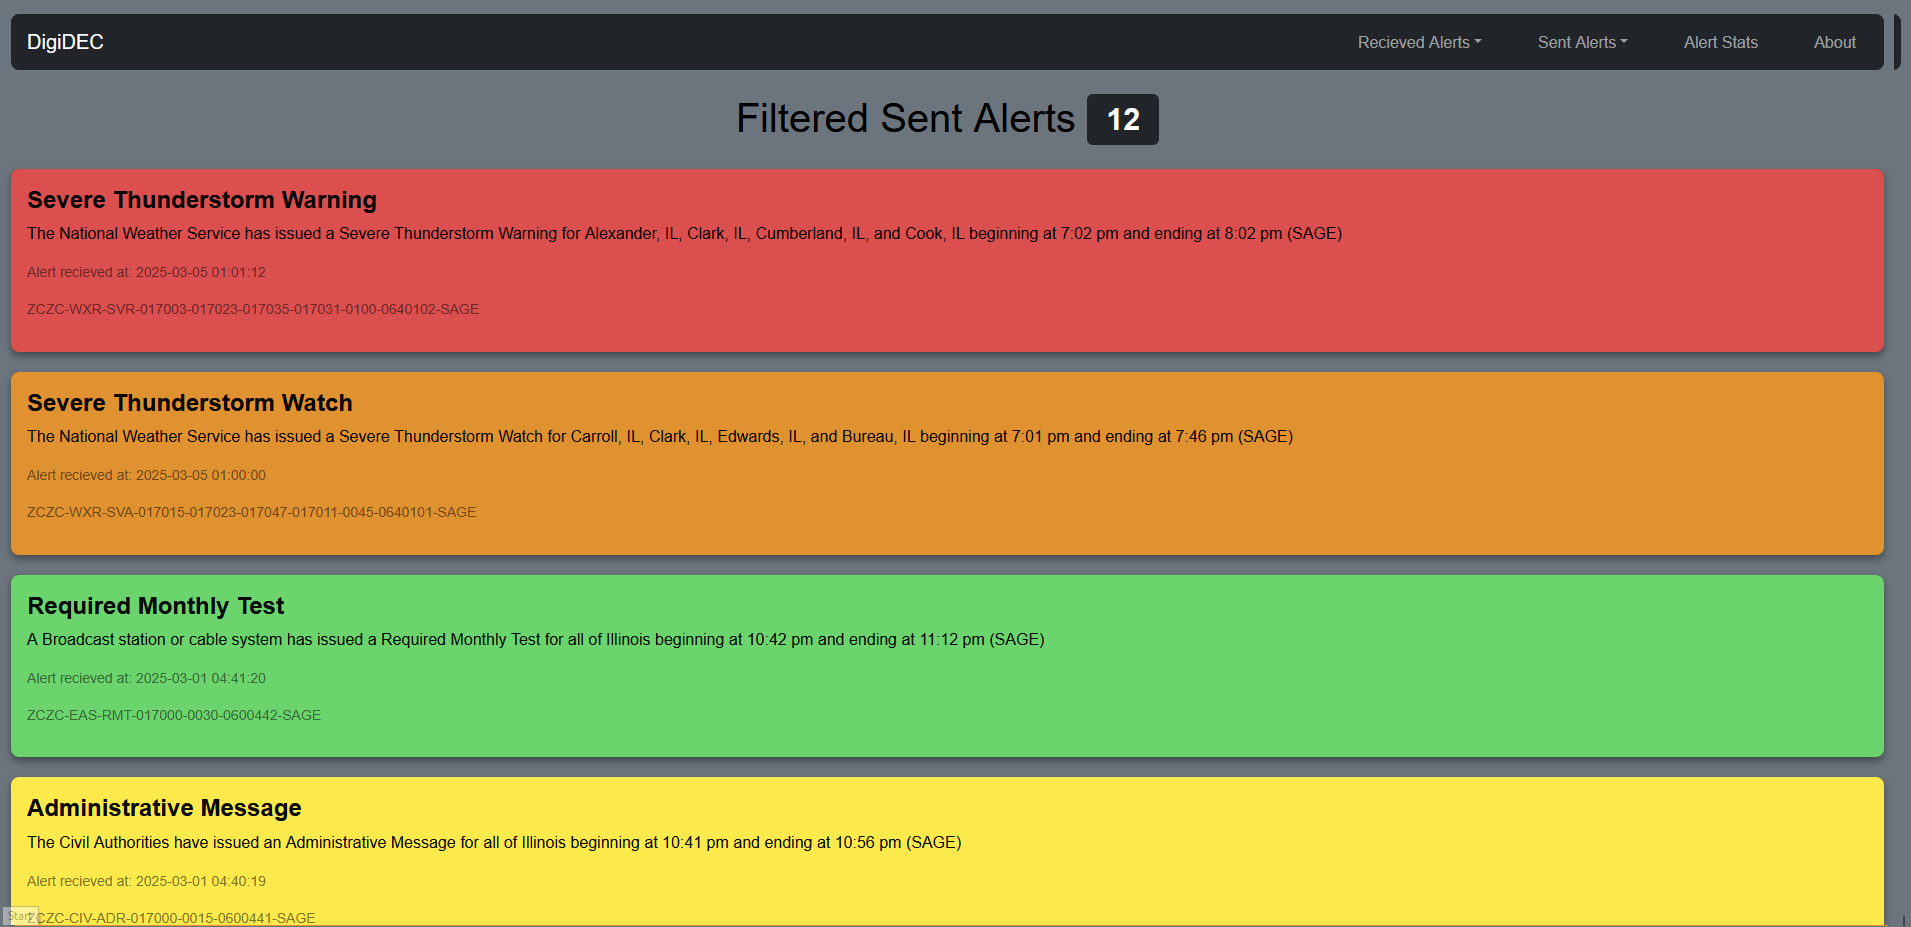 DigiDEC
Recieved Alerts
Sent Alerts
Alert Stats
About
Filtered Sent Alerts 12
Severe Thunderstorm Warning
The National Weather Service has issued a Severe Thunderstorm Warning for Alexander, IL, Clark, IL, Cumberland, IL, and Cook, IL beginning at 7:02 pm and ending at 8:02 pm (SAGE)
Alert recieved at: 2025-03-05 01:01:12
ZCZC-WXR-SVR-017003-017023-017035-017031-0100-0640102-SAGE
Severe Thunderstorm Watch
The National Weather Service has issued a Severe Thunderstorm Watch for Carroll, IL, Clark, IL, Edwards, IL, and Bureau, IL beginning at 7:01 pm and ending at 7:46 pm (SAGE)
Alert recieved at: 2025-03-05 01:00:00
ZCZC-WXR-SVA-017015-017023-017047-017011-0045-0640101-SAGE
Required Monthly Test
A Broadcast station or cable system has issued a Required Monthly Test for all of Illinois beginning at 10:42 pm and ending at 11:12 pm (SAGE)
Alert recieved at: 2025-03-01 04:41:20
ZCZC-EAS-RMT-017000-0030-0600442-SAGE
Administrative Message
The Civil Authorities have issued an Administrative Message for all of Illinois beginning at 10:41 pm and ending at 10:56 pm (SAGE)
Alert recieved at: 2025-03-01 04:40:19
ZCZC-CIV-ADR-017000-0015-0600441-SAGE
Start